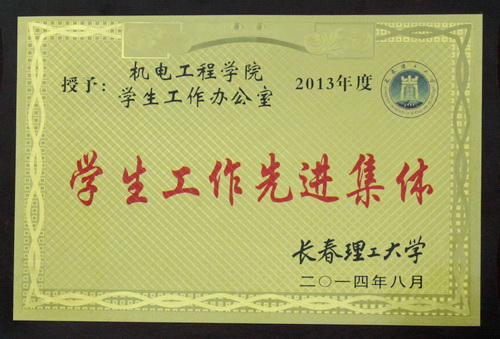 授予：
机电工程学院
学生工作办公室
2013年度
学生工作先进集体
长春理工大学
二〇一四年八月